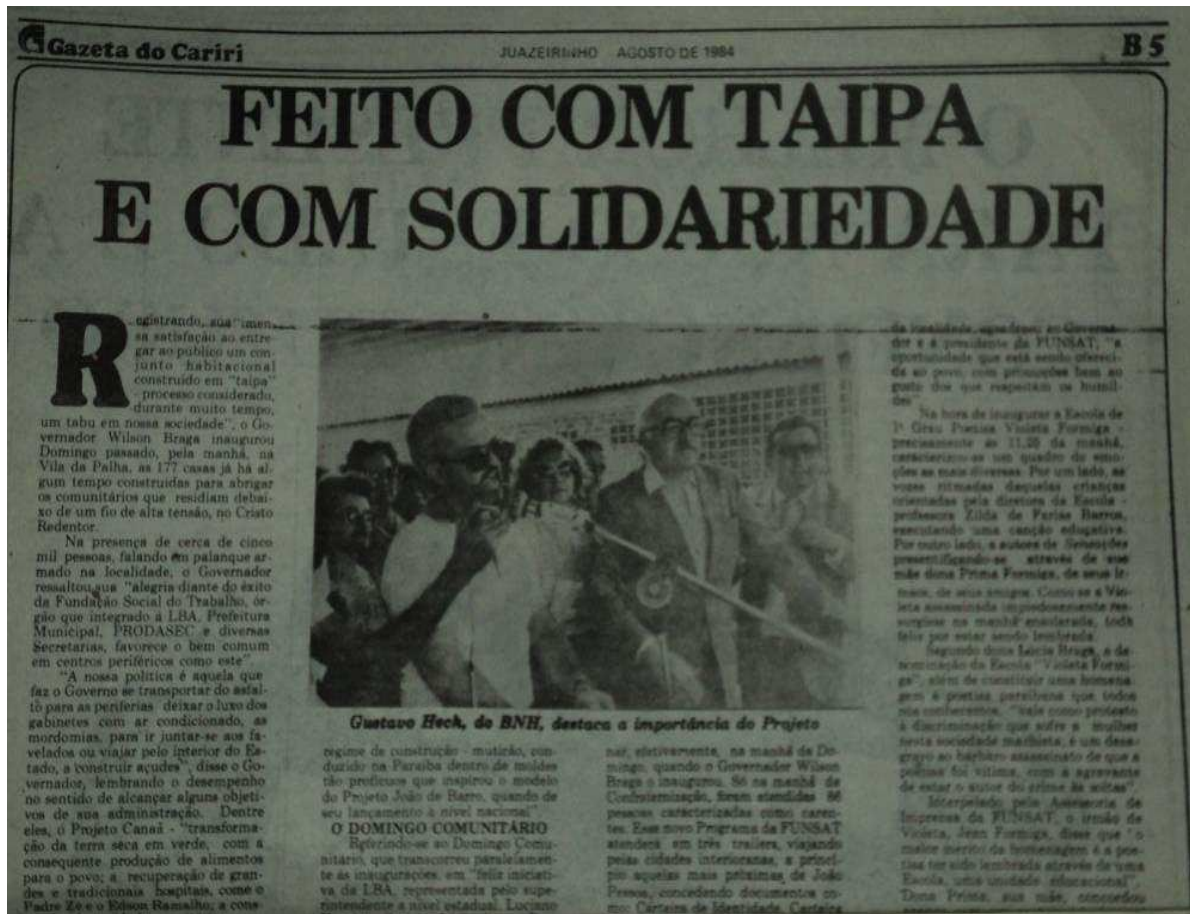 Gazeta do Cariri
JUAZEIRINHO AGOSTO DE 1984
B 5
FEITO COM TAIPA
E COM SOLIDARIEDADE
Registrando, sua imen-
sa satisfação ao entre-
gar ao publico um con-
junto habitacional
construido em "taipa"
- processo considerado,
durante muito tempo,
um tabu em nossa sociedade", o Go-
vernador Wilson Braga inaugurou
Domingo passado, pela manhã, na
Vila da Palha, as 177 casas já há al-
gum tempo construidas para abrigar
os comunitários que residiam debai-
xo de um fio de alta tensão, no Cristo
Redentor.
Na presença de cerca de cinco
mil pessoas, falando em palanque ar-
mado na localidade, o Governador
ressaltou sua "alegria diante do êxito
da Fundação Social do Trabalho, ór-
gão que integrado à LBA, Prefeitura
Municipal, PRODASEC e diversas
Secretarias, favorece o bem comum
em centros periféricos como este"
"A nossa politica é aquela que
faz o Governo se transportar do asfal-
to para as periferias deixar o luxo dos
gabinetes com ar condicionado, as
mordomias, para ir juntar-se aos fa-
velados ou viajar pelo interior do Es-
tado, a construir açudes", disse o Go-
vernador, lembrando o desempenho
no sentido de alcançar alguns objeti-
vos de sua administração. Dentre
eles, o Projeto Canaã - "transforma-
ção da terra seca em verde, com a
consequente produção de alimentos
para o povo; a recuperação de gran-
des e tradicionais hospitais, como o
Padre Zé e o Edson Ramalho; a cons-
Gustavo Heck, do BNH, destaca a importância do Projeto
regime de construção - mutirão, con-
duzido na Paraiba dentro de moldes
tão proficuos que inspirou o modelo
do Projeto João de Barro, quando de
seu lançamento a nivel nacional
O DOMINGO COMUNITÁRIO
Referindo-se ao Domingo Comu-
nitário, que transcorreu paralelamen-
te às inaugurações, em "feliz iniciati-
va da LBA, representada pelo supe-
rintendente a nivel estadual, Luciano
nar, efetivamente, na manhã de Do-
mingo, quando o Governador Wilson
Braga o inaugurou. Só na manhã de
Confraternização, foram atendidas
pessoas caracterizadas como caren-
tes. Esse novo Programa da FUNSAT
atenderá em três trailers, viajando
pelas cidades interioranas, a princi-
pio aquelas mais próximas de João
Pessoa, concedendo documentos co-
mo: Carteira de Identidade, Carteira
da localidade, ao Governa-
dor e à presidente da FUNSAT, "a
oportunidade que está sendo ofereci-
da ao povo, com promoções bem ao
gosto dos que respeitam os humil-
des"
Na hora de inaugurar a Escola de
1º Grau Poetisa Violeta Formiga -
precisamente às 11,25 da manhã,
caracterizou-se um quadro de emo-
ções as mais diversas. Por um lado, as
vozes ritmadas daquelas crianças
orientadas pela diretora da Escola -
professora Zilda de Farias Barros,
executando uma canção educativa.
Por outro lado, a autora de Sensações
presentificando-se através de sua
mãe dona Prima Formiga, de seus ir-
mãos, de seus amigos. Como se a Vio-
leta assassinada impiedosamente res-
surgisse na manhã ensolarada, toda
feliz por estar sendo lembrada.
Segundo dona Lúcia Braga, a de-
nominação da Escola "Violeta Formi-
ga", além de constituir uma homena-
gem à poetisa paraibana que todos
nós conhecemos, "vale como protesto
à discriminação que sofre a mulher
nesta sociedade machista, é um desa-
gravo ao bárbaro assassinato de que a
poetisa foi vitima, com a agravante
de estar o autor do crime às soltas".
Interpelado pela Assessoria de
Imprensa da FUNSAT, o irmão de
Violeta, Jean Formiga, disse que "o
maior mérito da homenagem é a poe-
tisa ter sido lembrada através de uma
Escola, uma unidade educacional".
Dona Prima, sua mãe, concordou